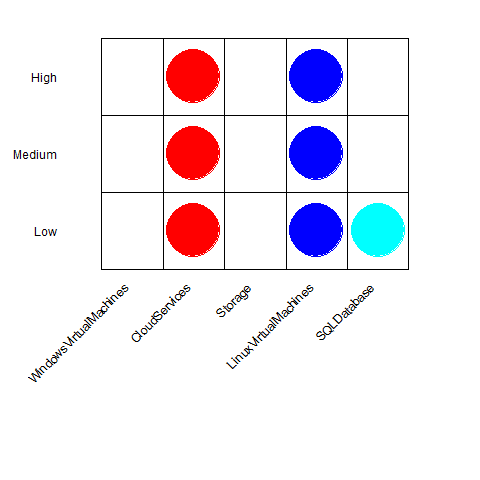 High
Medium
Low
WindowsVirtualMachines
CloudServices
Storage
LinuxVirtualMachines
SQLDatabase